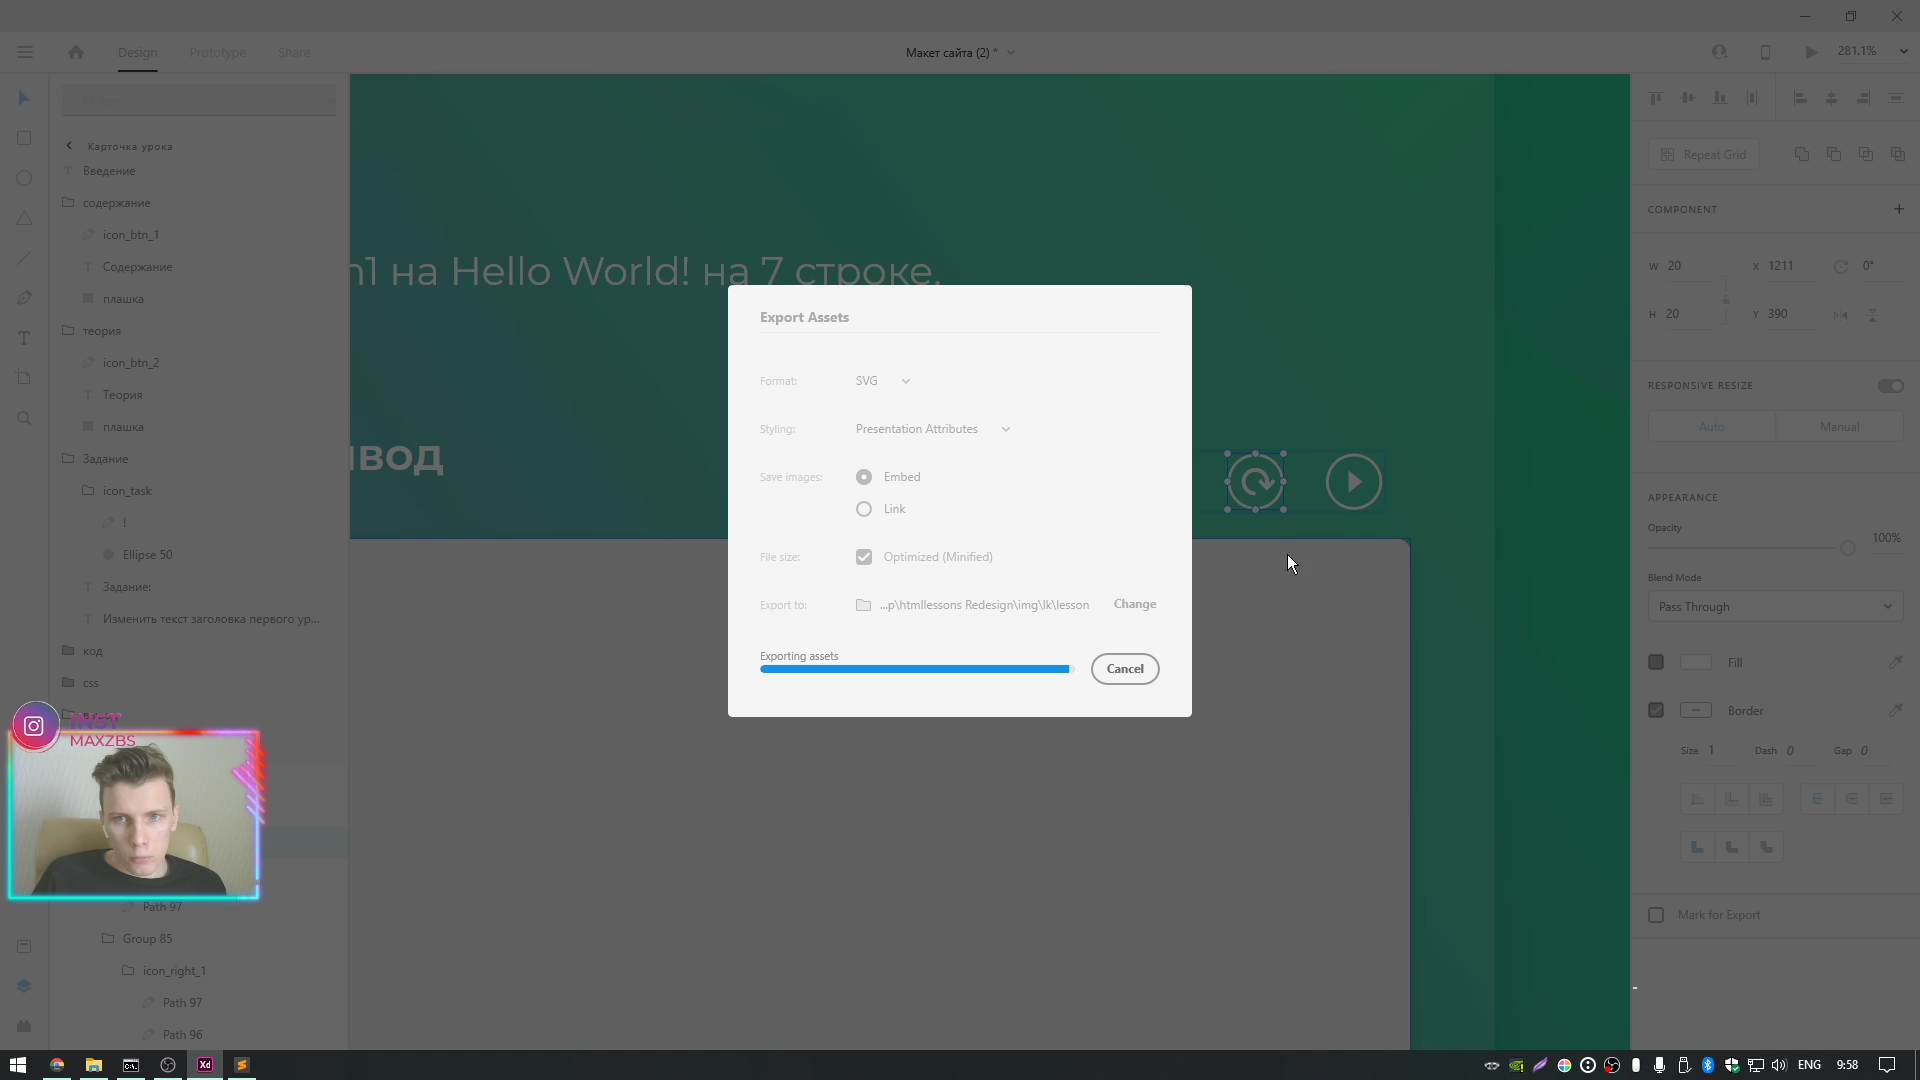 Design
Prototype
Share
Макет сайта (2) *
281.1%
Карточка урока
Введение
содержание
icon_btn_1
Содержание
плашка
теория
icon_btn_2
Теория
плашка
Задание
icon_task
!
Ellipse 50
Задание:
Изменить текст заголовка первого ур...
код
css
INST
MAXZBS
Path 97
Group 85
icon_right_1
Path 97
Path 96
n1 на Hello World! на 7 строке.
ывод
Export Assets
Format:
SVG
Styling:
Presentation Attributes
Save images:
Embed
Link
File size:
Optimized (Minified)
Export to:
...p\htmllessons Redesign\img\lk\lesson
Change
Exporting assets
Cancel
Repeat Grid
COMPONENT
W 20
X 1211
0°
H 20
Y 390
RESPONSIVE RESIZE
Auto
Manual
APPEARANCE
Opacity
100%
Blend Mode
Pass Through
Fill
Border
Size 1
Dash 0
Gap 0
Mark for Export
Xd
ENG
9:58